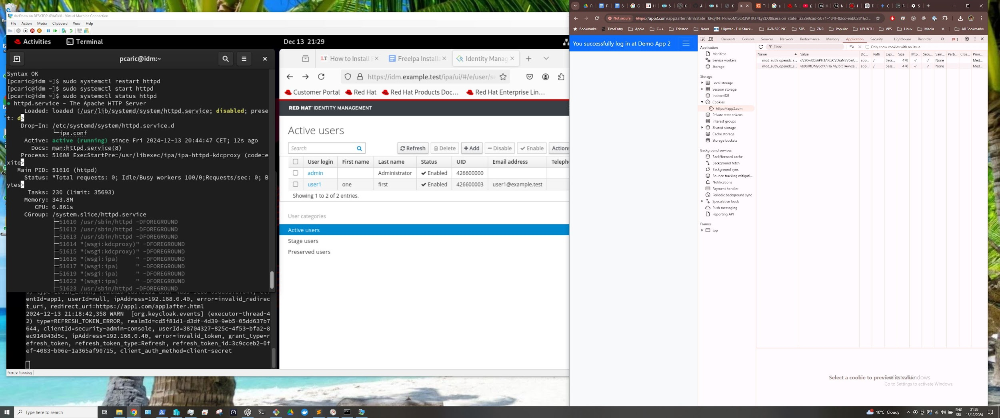 rhel9new on DESKTOP-69AGKI8 - Virtual Machine Connection
File Action Media Clipboard View Help
Activities
Terminal
Dec 13 21:29
pcaric@idm:~
Syntax OK
[pcaric@idm ~]$ sudo systemctl restart httpd
[pcaric@idm ~]$ sudo systemctl start httpd
[pcaric@idm ~]$ sudo systemctl status httpd
● httpd.service - The Apache HTTP Server
Loaded: loaded (/usr/lib/systemd/system/httpd.service; disabled; prese
t: d>
Drop-In: /etc/systemd/system/httpd.service.d
└─ipa.conf
Active: active (running) since Fri 2024-12-13 20:44:47 CET; 12s ago
Docs: man:httpd.service(8)
Process: 51608 ExecStartPre=/usr/libexec/ipa/ipa-httpd-kdcproxy (code=e
xite>
Main PID: 51610 (httpd)
Status: "Total requests: 0; Idle/Busy workers 100/0;Requests/sec: 0; B
ytes>
Tasks: 230 (limit: 35693)
Memory: 343.8M
CPU: 6.861s
CGroup: /system.slice/httpd.service
├─51610 /usr/sbin/httpd -DFOREGROUND
├─51612 /usr/sbin/httpd -DFOREGROUND
├─51613 /usr/sbin/httpd -DFOREGROUND
├─51614 "(wsgi:kdcproxy)" -DFOREGROUND
├─51615 "(wsgi:kdcproxy)" -DFOREGROUND
├─51616 "(wsgi:ipa)      " -DFOREGROUND
├─51617 "(wsgi:ipa)      " -DFOREGROUND
├─51619 "(wsgi:ipa)      " -DFOREGROUND
├─51622 "(wsgi:ipa)      " -DFOREGROUND
├─51623 /usr/sbin/httpd -DFOREGROUND
entId=app1, userId=null, ipAddress=192.168.0.40, error=invalid_redirec
t_uri, redirect_uri=https://app1.com/app1after.html
2024-12-13 21:18:42,358 WARN  [org.keycloak.events] (executor-thread-4
2) type=REFRESH_TOKEN_ERROR, realmId=cd5f81d1-d3df-4d39-9eb5-05dd637b7
644, clientId=security-admin-console, userId=38704327-825c-4f53-bfa2-8
ec914943d5c, ipAddress=192.168.0.40, error=invalid_token, grant_type=r
efresh_token, refresh_token_type=Refresh, refresh_token_id=3c9cceb2-0f
ef-4083-b06e-1a365af90715, client_auth_method=client-secret
Status: Running
How to Install
FreeIpa Installa
Identity Manag
https://idm.example.test/ipa/ui/#/e/user/se
Customer Portal
Red Hat
Red Hat Products Doc…
Red Hat Enterprise Lin…
RED HAT IDENTITY MANAGEMENT
Active users
Search
Refresh Delete Add Disable Enable Actions
User login First name Last name Status UID Email address Telepho
admin Administrator Enabled 426600000
user1 one first Enabled 426600003 user1@example.test
Showing 1 to 2 of 2 entries.
User categories
Active users
Stage users
Preserved users
Not secure https://app2.com/app2after.html?state=kRq4NTPkiwoMtvcR3WTKT4Ly2D0&session_state=a22e9cad-5071-484f-82cc-eab02816d...
Bookmarks TimeEntry Apple C++ Ericsson News JHipster - Full Stack... JAVA SPRING SRS ZNR Popular UBUNTU VPS Linux Media » All Bookmarks
You successfully log in at Demo App 2
Elements Console Sources Network Performance Memory Application Security Lighthouse Recorder » 1
Application
Manifest
Service workers
Storage
Storage
Local storage
Session storage
IndexedDB
Cookies
https://app2.com
Private state tokens
Interest groups
Shared storage
Cache storage
Storage buckets
Background services
Back/forward cache
Background fetch
Background sync
Bounce tracking mitigati...
Notifications
Payment handler
Periodic background sync
Speculative loads
Push messaging
Reporting API
Frames
top
Filter
Only show cookies with an issue
Name Value Do... Path Expi... Size Http... Secu... Sam... Parti... Cros... Prior...
mod_auth_openidc_s... oV20wROz6PH3ARqX.VDraNSV6eiU... app... / Sess... 478 ✓ ✓ None Med...
mod_auth_openidc_s... yb9oRtDMy8ofXhHa.MyJ5i5TAwvxe... app... / Sess... 478 ✓ ✓ None Med...
Select a cookie to preview its value
Activate Windows
Go to Settings to activate Windows.
Type here to search
10°C Cloudy
ENG
SRL
21:29
13/12/2024